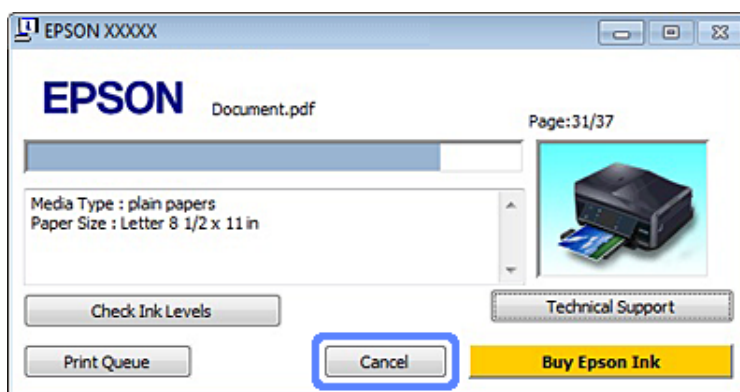 EPSON XXXXX
EPSON
Document.pdf
Page:31/37
Media Type : plain papers
Paper Size : Letter 8 1/2 x 11 in
Check Ink Levels
Technical Support
Print Queue
Cancel
Buy Epson Ink